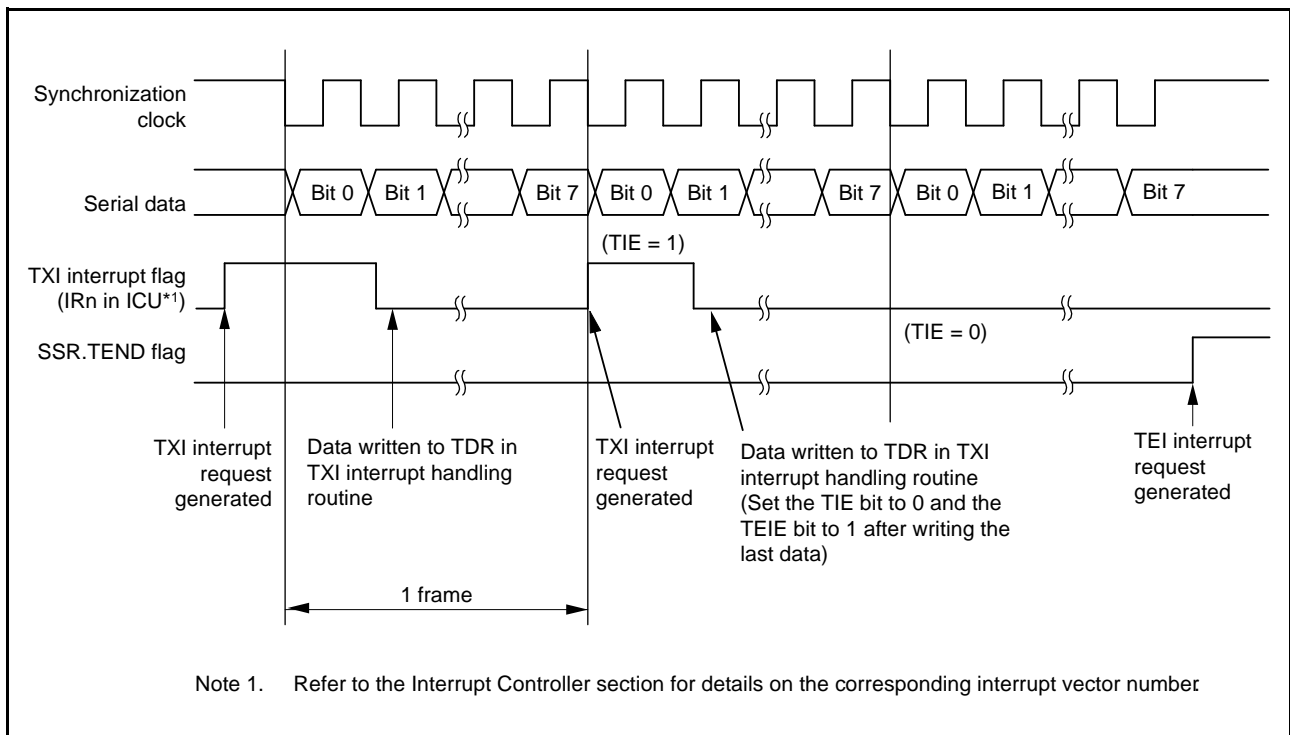 Synchronization
clock
Serial data
Bit 0 Bit 1 Bit 7 Bit 0 Bit 1 Bit 7 Bit 0 Bit 1 Bit 7
(TIE = 1)
TXI interrupt flag
(IRn in ICU*1)
(TIE = 0)
SSR.TEND flag
TXI interrupt
request
generated
Data written to TDR in
TXI interrupt handling
routine
TXI interrupt
request
generated
Data written to TDR in TXI
interrupt handling routine
(Set the TIE bit to 0 and the
TEIE bit to 1 after writing the
last data)
TEI interrupt
request
generated
1 frame
Note 1. Refer to the Interrupt Controller section for details on the corresponding interrupt vector number.